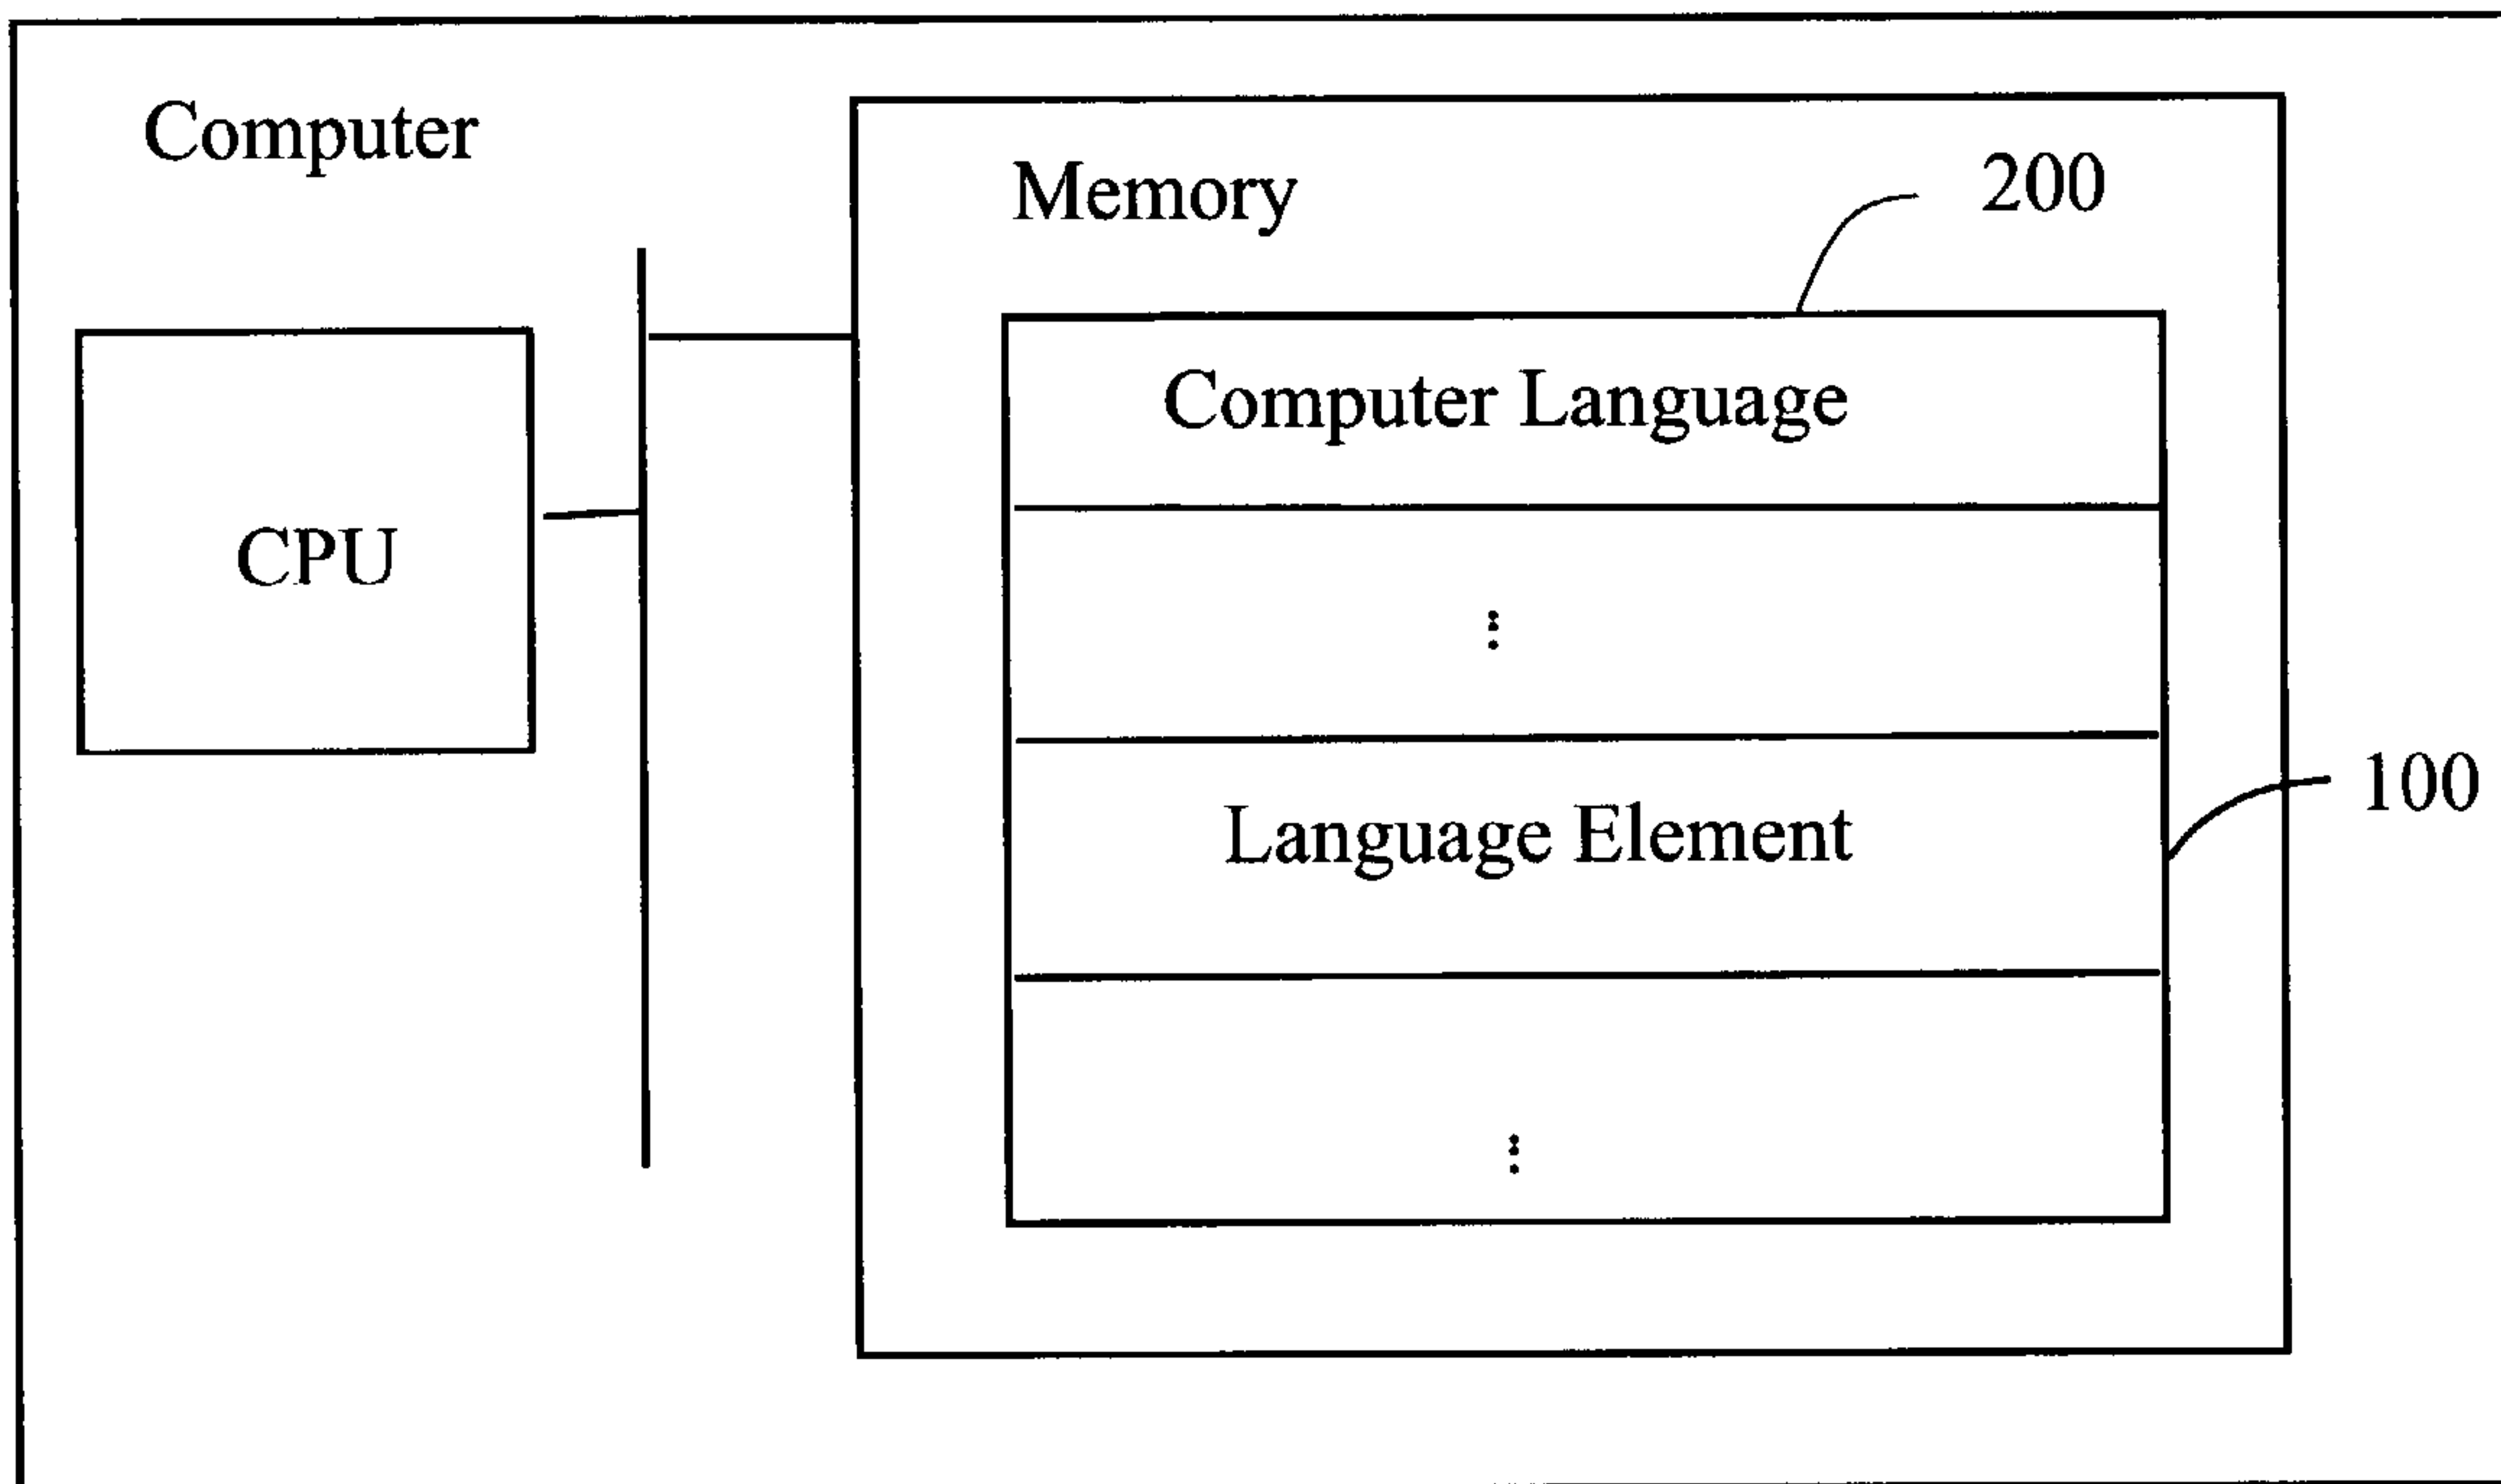 Computer
Memory
200
Computer Language
CPU
100
Language Element